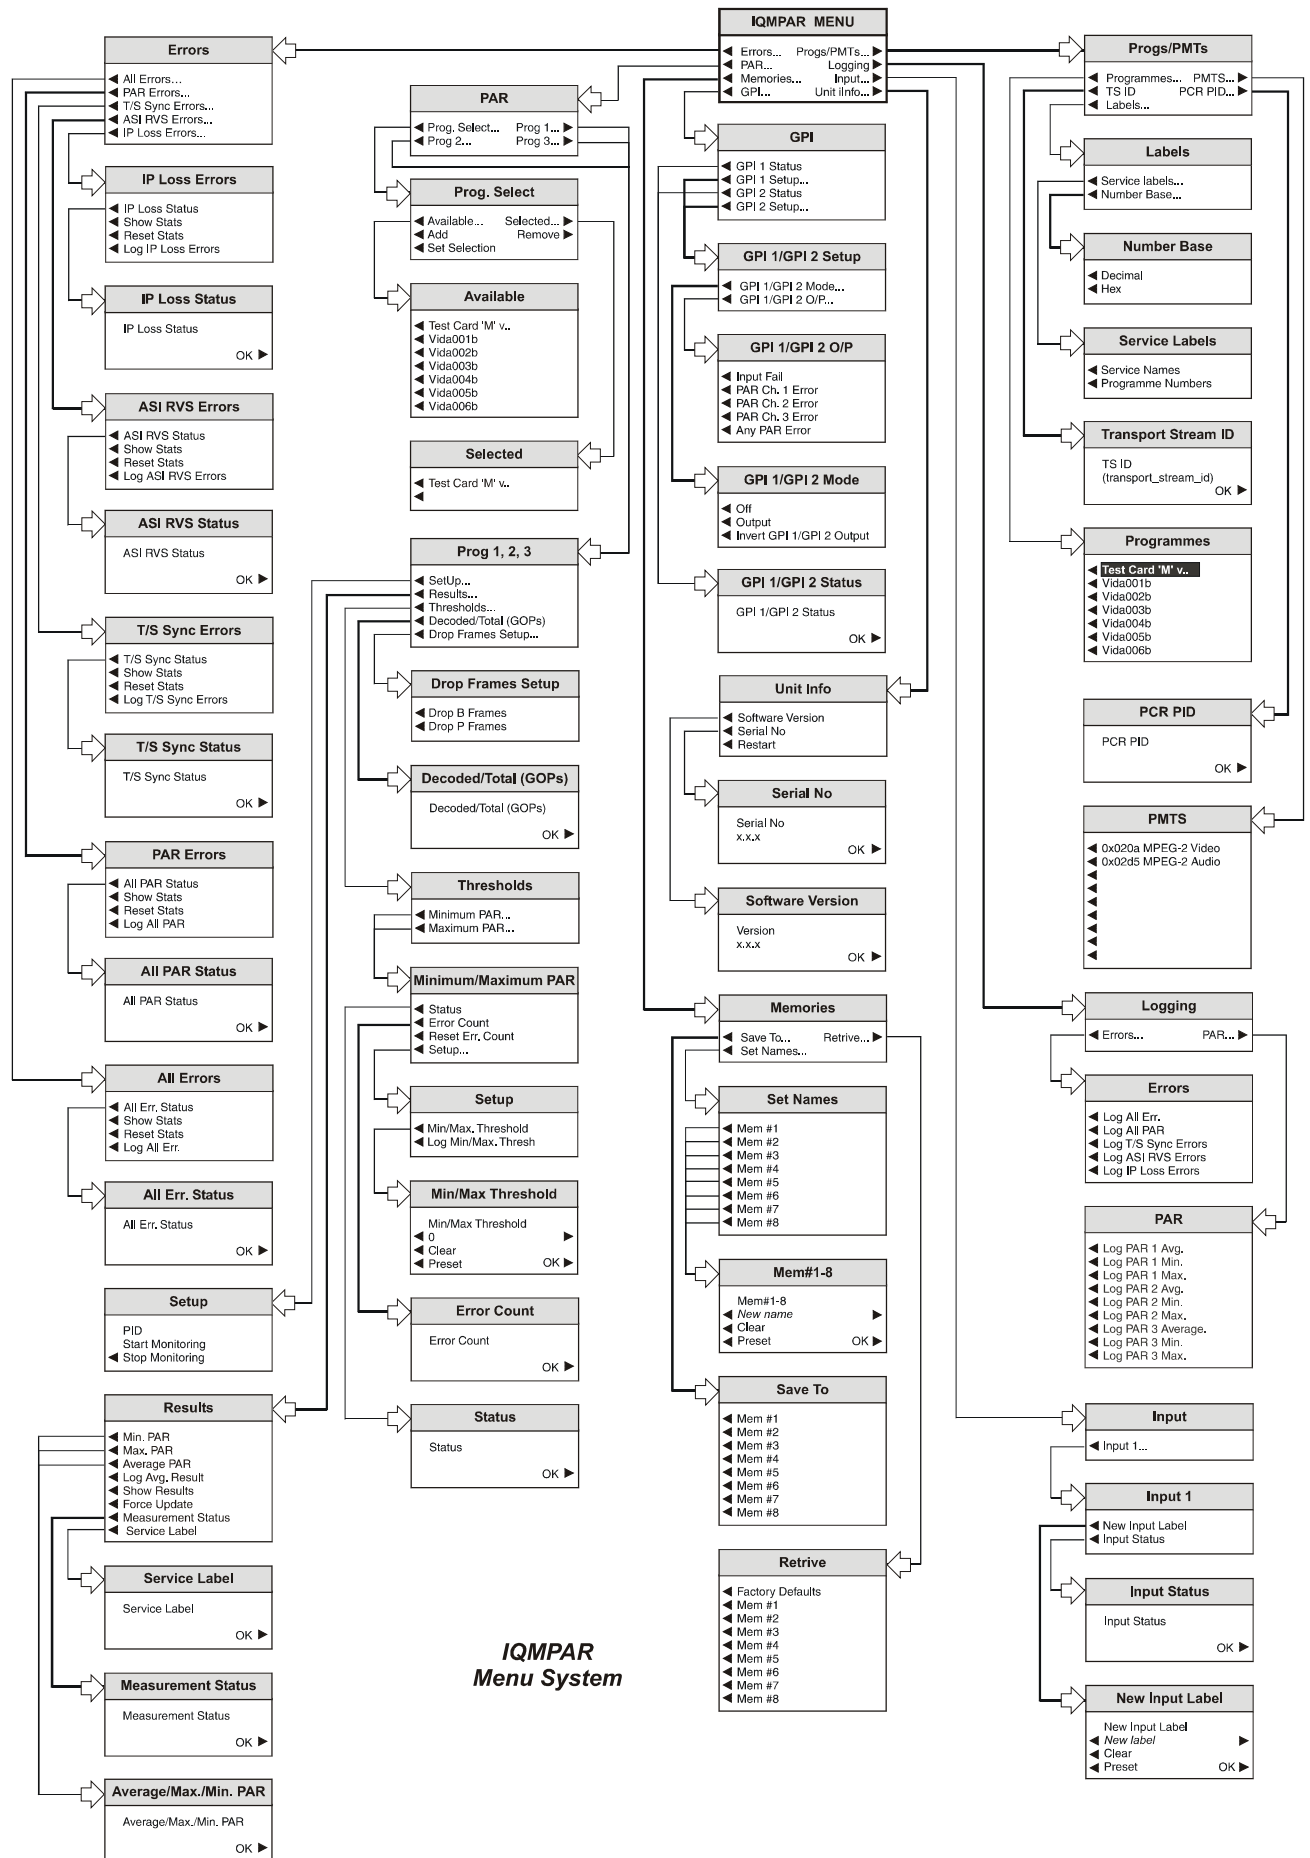 IQMPAR MENU
Errors... Progs/PMTs...
PAR... Logging
Memories... Input...
GPI... Unit iInfo...
Errors
All Errors...
PAR Errors...
T/S Sync Errors...
ASI RVS Errors...
IP Loss Errors...
IP Loss Errors
IP Loss Status
Show Stats
Reset Stats
Log IP Loss Errors
IP Loss Status
IP Loss Status
OK
ASI RVS Errors
ASI RVS Status
Show Stats
Reset Stats
Log ASI RVS Errors
ASI RVS Status
ASI RVS Status
OK
T/S Sync Errors
T/S Sync Status
Show Stats
Reset Stats
Log T/S Sync Errors
T/S Sync Status
T/S Sync Status
OK
PAR Errors
All PAR Status
Show Stats
Reset Stats
Log All PAR
All PAR Status
All PAR Status
OK
All Errors
All Err. Status
Show Stats
Reset Stats
Log All Err.
All Err. Status
All Err. Status
OK
Setup
PID
Start Monitoring
Stop Monitoring
Results
Min. PAR
Max. PAR
Average PAR
Log Avg. Result
Show Results
Force Update
Measurement Status
Service Label
Service Label
Service Label
OK
Measurement Status
Measurement Status
OK
Average/Max./Min. PAR
Average/Max./Min. PAR
OK
PAR
Prog. Select... Prog 1...
Prog 2... Prog 3...
Prog. Select
Available... Selected...
Add Remove
Set Selection
Available
Test Card 'M' v..
Vida001b
Vida002b
Vida003b
Vida004b
Vida005b
Vida006b
Selected
Test Card 'M' v..
Prog 1, 2, 3
SetUp...
Results...
Thresholds...
Decoded/Total (GOPs)
Drop Frames Setup...
Drop Frames Setup
Drop B Frames
Drop P Frames
Decoded/Total (GOPs)
Decoded/Total (GOPs)
OK
Thresholds
Minimum PAR...
Maximum PAR...
Minimum/Maximum PAR
Status
Error Count
Reset Err. Count
Setup...
Setup
Min/Max. Threshold
Log Min/Max. Thresh
Min/Max Threshold
Min/Max Threshold
0
Clear
Preset OK
Error Count
Error Count
OK
Status
Status
OK
GPI
GPI 1 Status
GPI 1 Setup...
GPI 2 Status
GPI 2 Setup...
GPI 1/GPI 2 Setup
GPI 1/GPI 2 Mode...
GPI 1/GPI 2 O/P...
GPI 1/GPI 2 O/P
Input Fail
PAR Ch. 1 Error
PAR Ch. 2 Error
PAR Ch. 3 Error
Any PAR Error
GPI 1/GPI 2 Mode
Off
Output
Invert GPI 1/GPI 2 Output
GPI 1/GPI 2 Status
GPI 1/GPI 2 Status
OK
Unit Info
Software Version
Serial No
Restart
Serial No
Serial No
x.x.x
OK
Software Version
Version
x.x.x
OK
Memories
Save To... Retrive...
Set Names...
Set Names
Mem #1
Mem #2
Mem #3
Mem #4
Mem #5
Mem #6
Mem #7
Mem #8
Mem#1-8
Mem#1-8
New name
Clear
Preset OK
Save To
Mem #1
Mem #2
Mem #3
Mem #4
Mem #5
Mem #6
Mem #7
Mem #8
Retrive
Factory Defaults
Mem #1
Mem #2
Mem #3
Mem #4
Mem #5
Mem #6
Mem #7
Mem #8
Progs/PMTs
Programmes... PMTS...
TS ID PCR PID...
Labels...
Labels
Service labels...
Number Base...
Number Base
Decimal
Hex
Service Labels
Service Names
Programme Numbers
Transport Stream ID
TS ID
(transport_stream_id)
OK
Programmes
Test Card 'M' v..
Vida001b
Vida002b
Vida003b
Vida004b
Vida005b
Vida006b
PCR PID
PCR PID
OK
PMTS
0x020a MPEG-2 Video
0x02d5 MPEG-2 Audio
Logging
Errors... PAR...
Errors
Log All Err.
Log All PAR
Log T/S Sync Errors
Log ASI RVS Errors
Log IP Loss Errors
PAR
Log PAR 1 Avg.
Log PAR 1 Min.
Log PAR 1 Max.
Log PAR 2 Avg.
Log PAR 2 Min.
Log PAR 2 Max.
Log PAR 3 Average.
Log PAR 3 Min.
Log PAR 3 Max.
Input
Input 1...
Input 1
New Input Label
Input Status
Input Status
Input Status
OK
New Input Label
New Input Label
New label
Clear
Preset OK
IQMPAR
Menu System